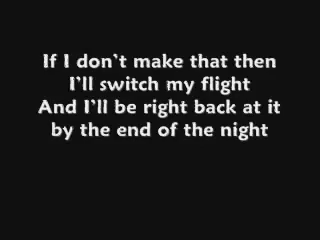 If I don't make that then
I'll switch my flight
And I'll be right back at it
by the end of the night